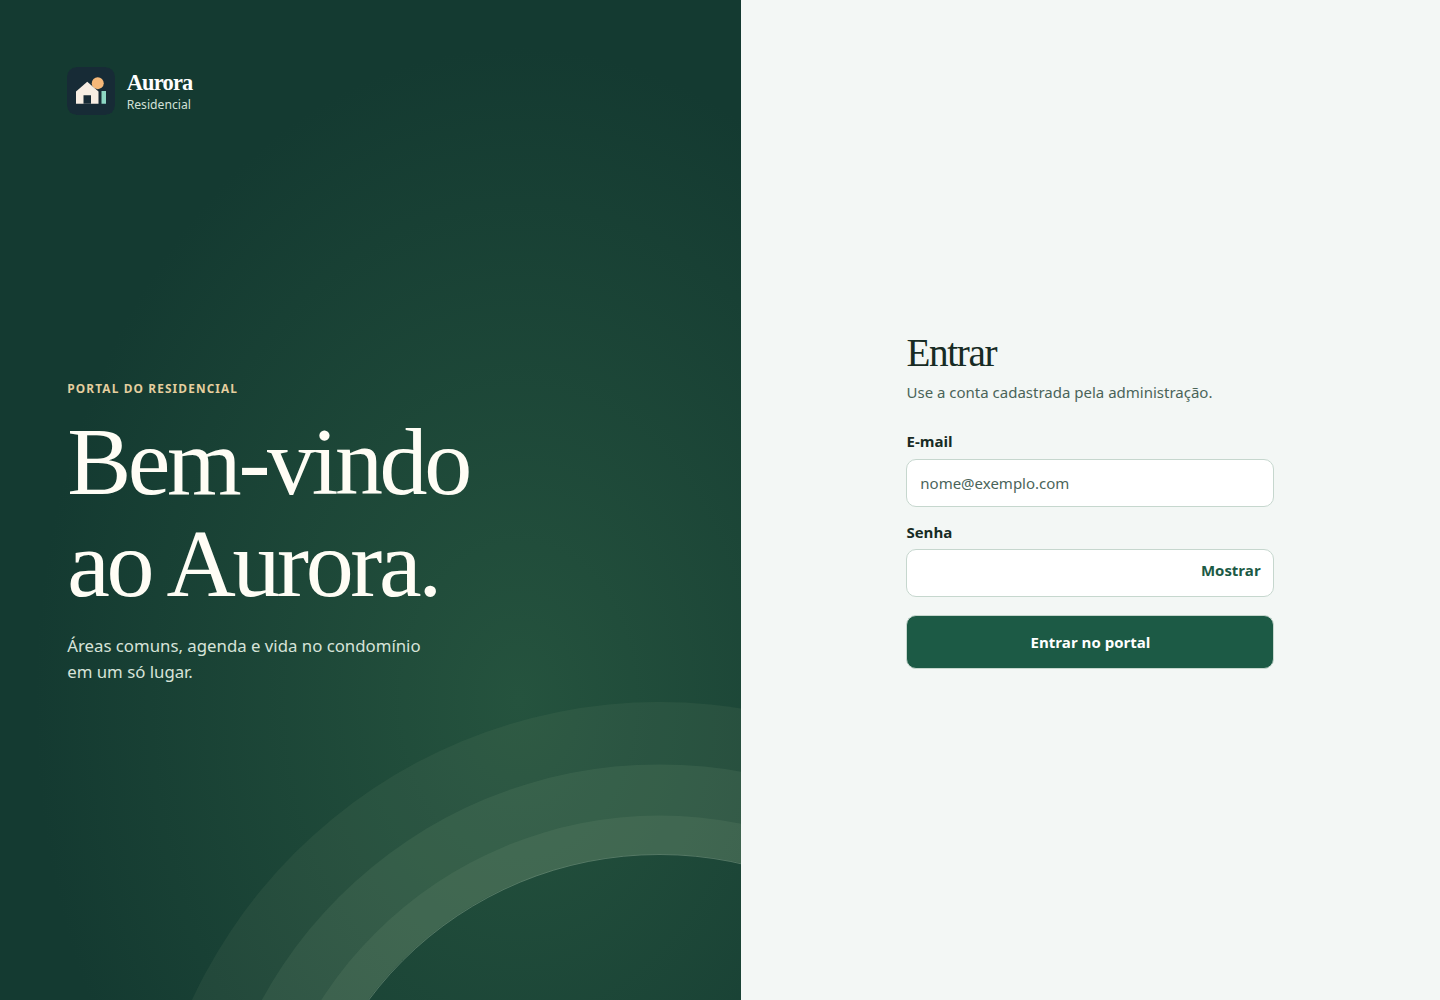 Aurora
Residencial
PORTAL DO RESIDENCIAL
Bem-vindo
ao Aurora.
Áreas comuns, agenda e vida no condomínio
em um só lugar.
Entrar
Use a conta cadastrada pela administração.
E-mail
nome@exemplo.com
Senha
Mostrar
Entrar no portal